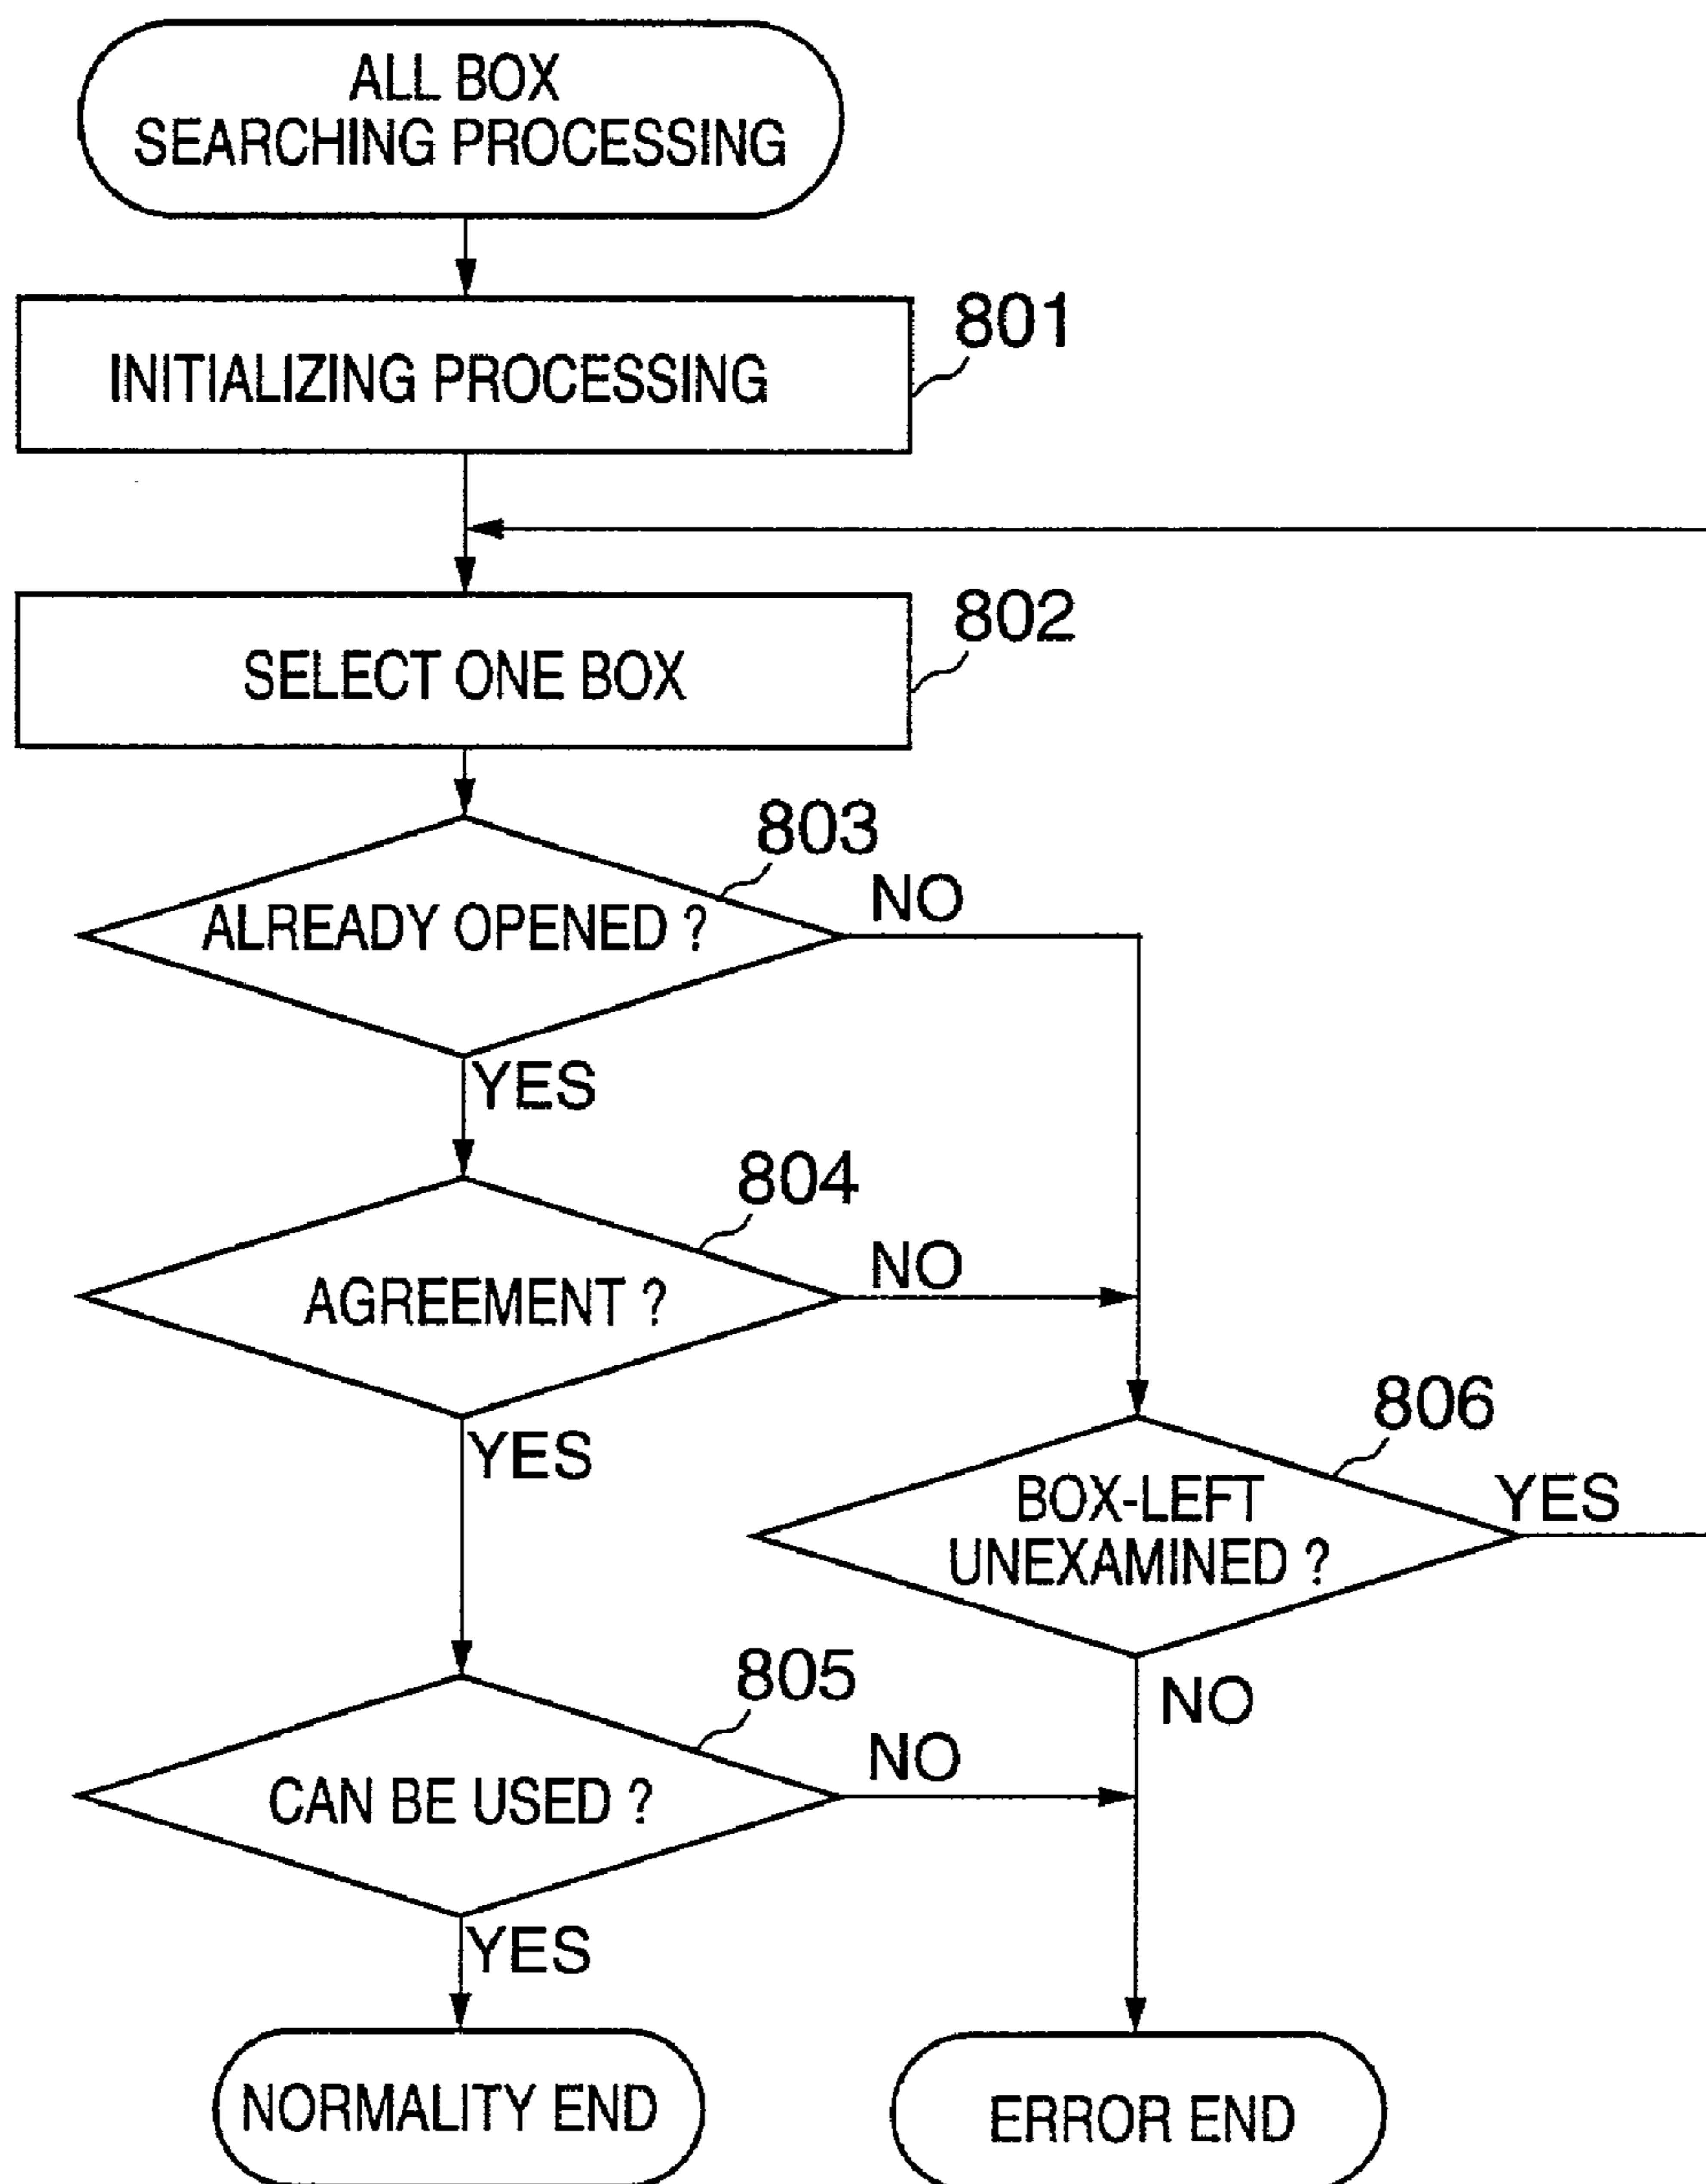 ALL BOX
SEARCHING PROCESSING
801
INITIALIZING PROCESSING
802
SELECT ONE BOX
803
ALREADY OPENED ?
NO
YES
804
AGREEMENT ?
NO
YES
806
BOX-LEFT
UNEXAMINED ?
YES
NO
805
CAN BE USED ?
NO
YES
NORMALITY END
ERROR END